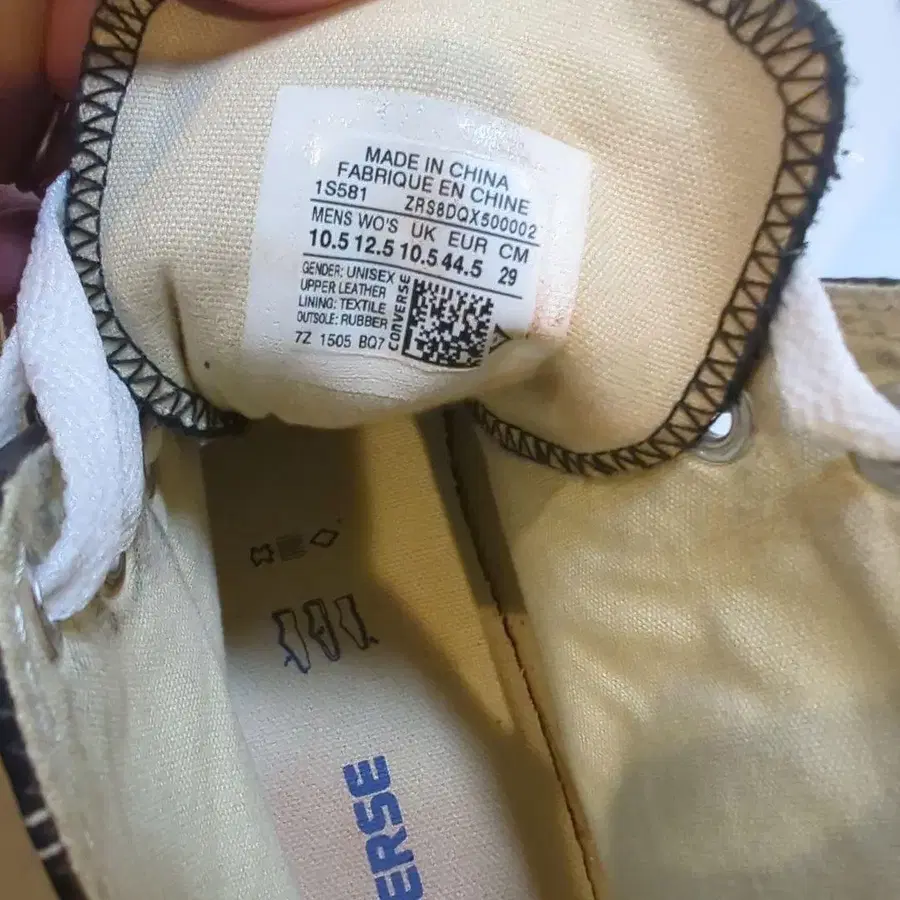 MADE IN CHINA
FABRIQUE EN CHINE
1S581 ZRS8DQX500002
MENS WO'S UK EUR CM
10.5 12.5 10.5 44.5 29
GENDER: UNISEX
UPPER LEATHER
LINING: TEXTILE
OUTSOLE: RUBBER
7Z 1505 BQ7
CONVERSE
ERSE